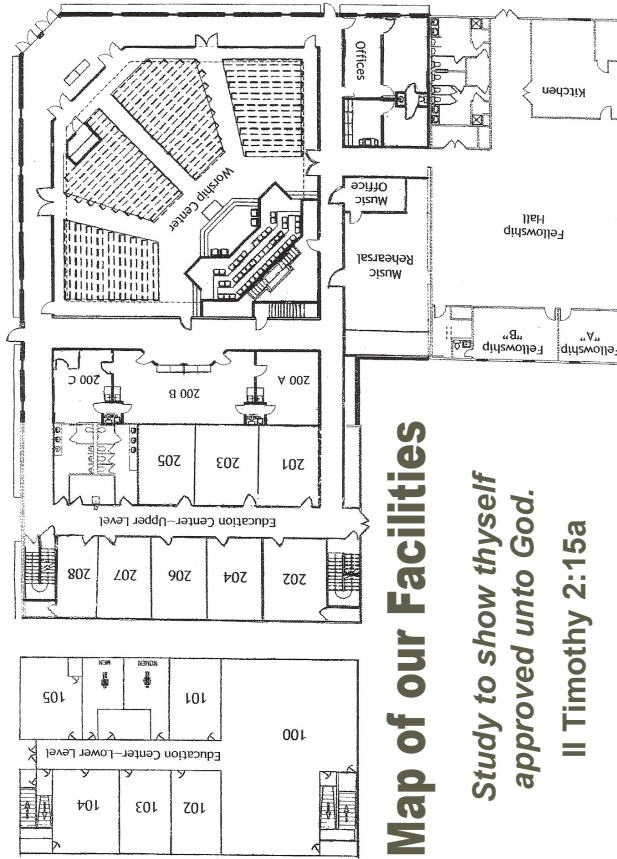 Map of our Facilities
Study to show thyself
approved unto God.
II Timothy 2:15a
Offices
Kitchen
Worship Center
Music
Office
Music
Rehearsal
Fellowship
Hall
Fellowship
"B"
Fellowship
"A"
200 C
200 B
200 A
205
203
201
Education Center–Upper Level
208
207
206
204
202
105
MEN
WOMEN
101
100
Education Center–Lower Level
104
103
102